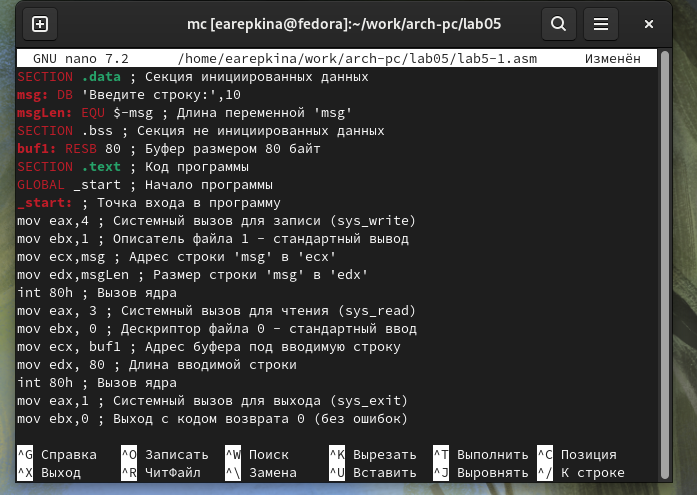 mc [earepkina@fedora]:~/work/arch-pc/lab05
GNU nano 7.2 /home/earepkina/work/arch-pc/lab05/lab5-1.asm Изменён
SECTION .data ; Секция инициированных данных
msg: DB 'Введите строку:',10
msgLen: EQU $-msg ; Длина переменной 'msg'
SECTION .bss ; Секция не инициированных данных
buf1: RESB 80 ; Буфер размером 80 байт
SECTION .text ; Код программы
GLOBAL _start ; Начало программы
_start: ; Точка входа в программу
mov eax,4 ; Системный вызов для записи (sys_write)
mov ebx,1 ; Описатель файла 1 - стандартный вывод
mov ecx,msg ; Адрес строки 'msg' в 'ecx'
mov edx,msgLen ; Размер строки 'msg' в 'edx'
int 80h ; Вызов ядра
mov eax, 3 ; Системный вызов для чтения (sys_read)
mov ebx, 0 ; Дескриптор файла 0 - стандартный ввод
mov ecx, buf1 ; Адрес буфера под вводимую строку
mov edx, 80 ; Длина вводимой строки
int 80h ; Вызов ядра
mov eax,1 ; Системный вызов для выхода (sys_exit)
mov ebx,0 ; Выход с кодом возврата 0 (без ошибок)
^G Справка ^O Записать ^W Поиск ^K Вырезать ^T Выполнить ^C Позиция
^X Выход ^R ЧитФайл ^\ Замена ^U Вставить ^J Выровнять ^/ К строке